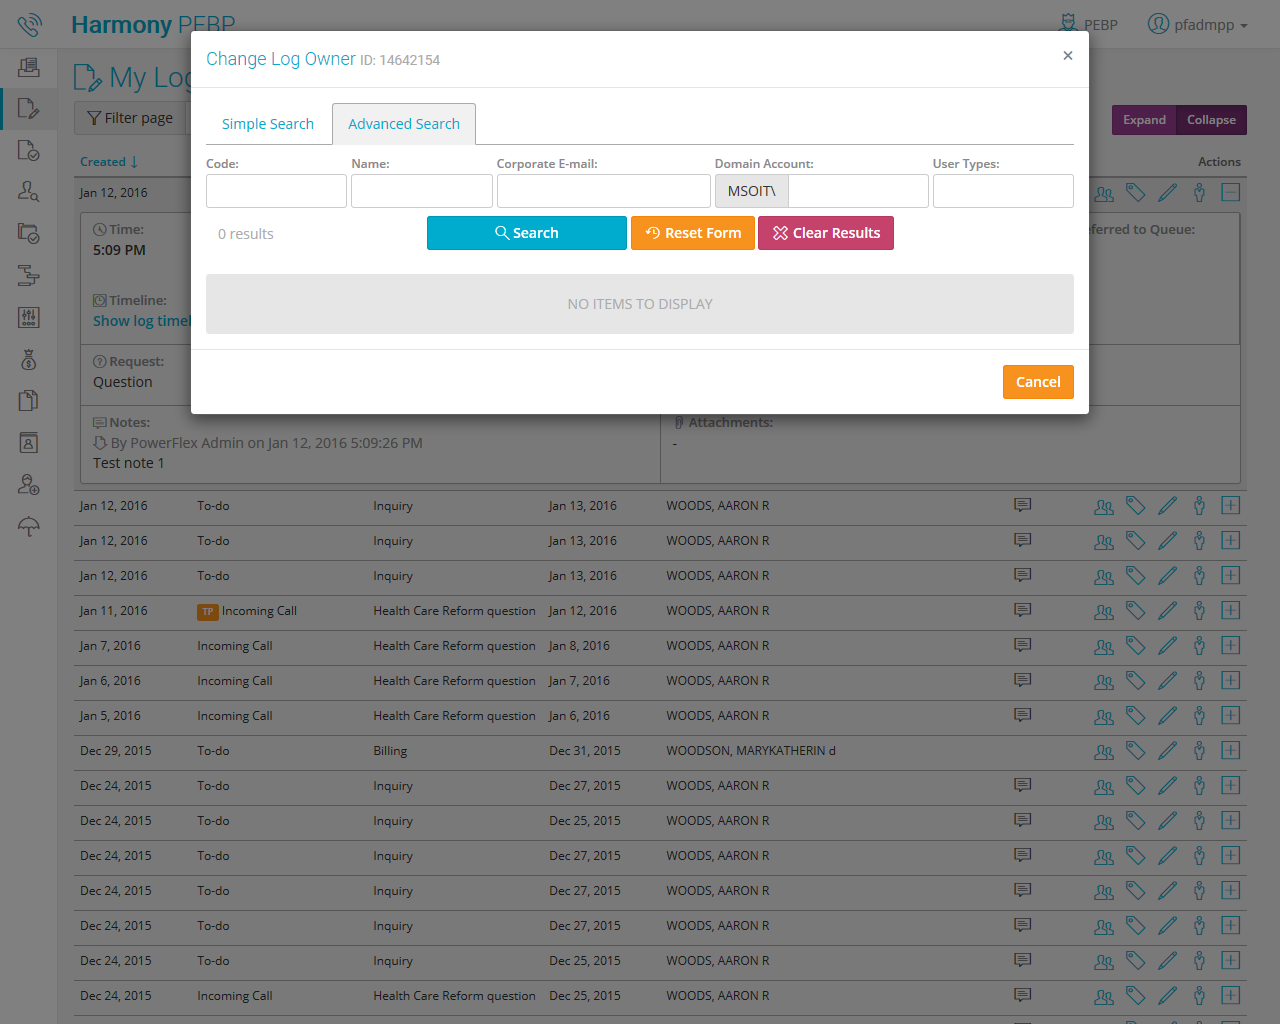 Harmony PEBP
PEBP
pfadmpp
Change Log Owner ID: 14642154
×
My Log
Simple Search
Advanced Search
Filter page
Expand
Collapse
Code:
Name:
Corporate E-mail:
Domain Account:
User Types:
MSOIT\
Created
Actions
Jan 12, 2016
0 results
Search
Reset Form
Clear Results
Time:
5:09 PM
to Queue:
NO ITEMS TO DISPLAY
Timeline:
Show log
Request:
Question
Cancel
Notes:
Attachments:
By PowerFlex Admin on Jan 12, 2016 5:09:26 PM
-
Test note 1
Jan 12, 2016 To-do Inquiry Jan 13, 2016 WOODS, AARON R
Jan 12, 2016 To-do Inquiry Jan 13, 2016 WOODS, AARON R
Jan 12, 2016 To-do Inquiry Jan 13, 2016 WOODS, AARON R
Jan 11, 2016 TP Incoming Call Health Care Reform question Jan 12, 2016 WOODS, AARON R
Jan 7, 2016 Incoming Call Health Care Reform question Jan 8, 2016 WOODS, AARON R
Jan 6, 2016 Incoming Call Health Care Reform question Jan 7, 2016 WOODS, AARON R
Jan 5, 2016 Incoming Call Health Care Reform question Jan 6, 2016 WOODS, AARON R
Dec 29, 2015 To-do Billing Dec 31, 2015 WOODSON, MARYKATHERIN d
Dec 24, 2015 To-do Inquiry Dec 27, 2015 WOODS, AARON R
Dec 24, 2015 To-do Inquiry Dec 25, 2015 WOODS, AARON R
Dec 24, 2015 To-do Inquiry Dec 27, 2015 WOODS, AARON R
Dec 24, 2015 To-do Inquiry Dec 27, 2015 WOODS, AARON R
Dec 24, 2015 To-do Inquiry Dec 27, 2015 WOODS, AARON R
Dec 24, 2015 To-do Inquiry Dec 25, 2015 WOODS, AARON R
Dec 24, 2015 Incoming Call Health Care Reform question Dec 25, 2015 WOODS, AARON R